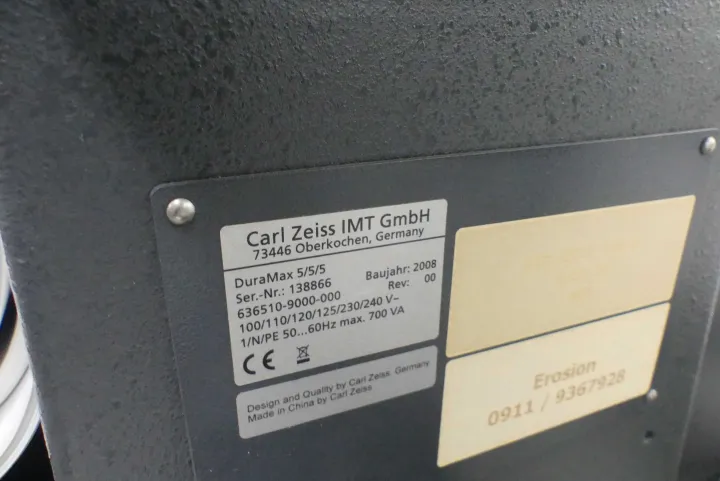 Carl Zeiss IMT GmbH
73446 Oberkochen, Germany
DuraMax 5/5/5
Ser.-Nr.: 138866 Baujahr: 2008
636510-9000-000 Rev: 00
100/110/120/125/230/240 V~
1/N/PE 50...60Hz max. 700 VA
CE
Design and Quality by Carl Zeiss, Germany
Made in China by Carl Zeiss
Erosion
0911 / 9367928